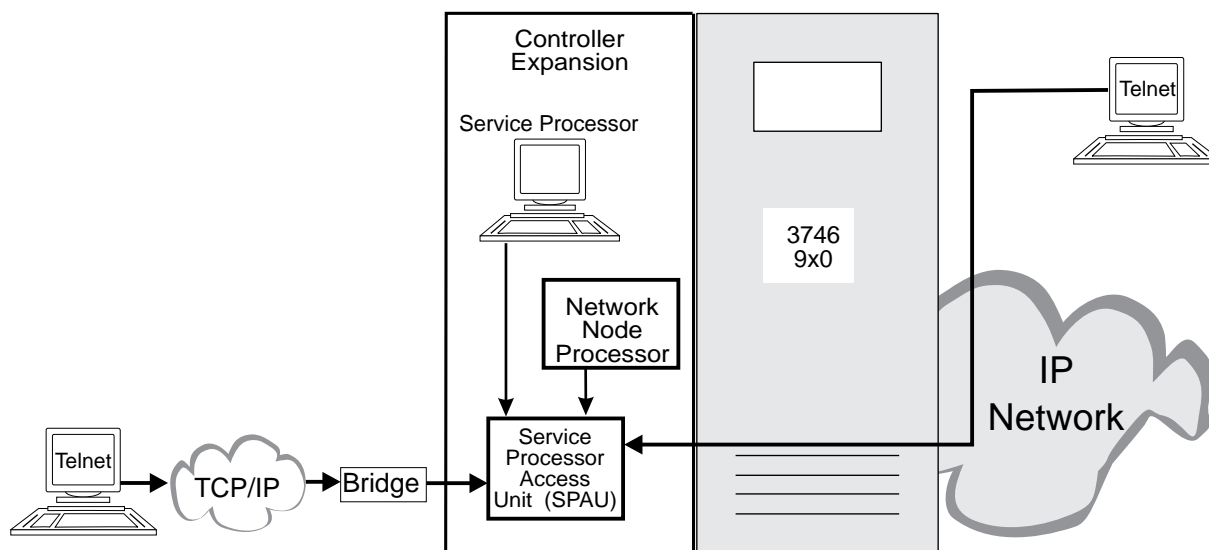 Controller
Expansion
Service Processor
Telnet
3746
9x0
Network
Node
Processor
IP
Network
Service
Processor
Access
Unit (SPAU)
Telnet
TCP/IP
Bridge